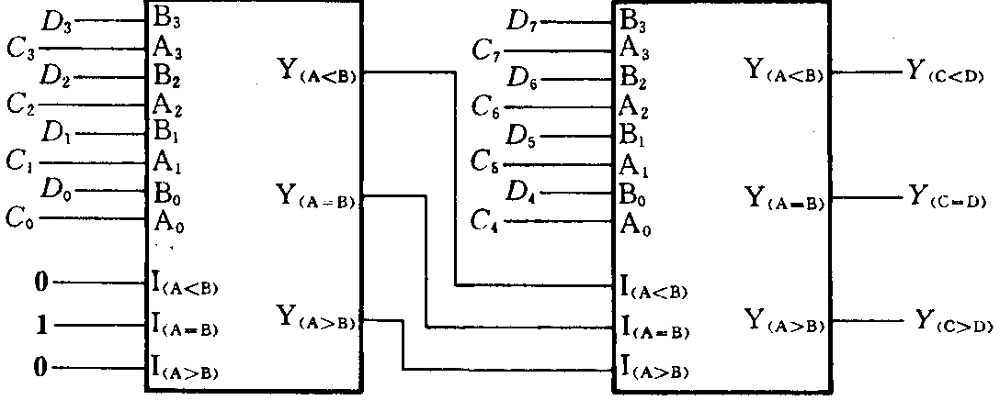 D₃ B₃ D₇ B₃
C₃ A₃ C₇ A₃
D₂ B₂ Y(A<B) D₆ B₂ Y(A<B) Y(C<D)
C₂ A₂ C₆ A₂
D₁ B₁ D₅ B₁
C₁ A₁ C₅ A₁
D₀ B₀ Y(A=B) D₄ B₀ Y(A=B) Y(C=D)
C₀ A₀ C₄ A₀
0 I(A<B) I(A<B)
1 I(A=B) Y(A>B) I(A=B) Y(A>B) Y(C>D)
0 I(A>B) I(A>B)